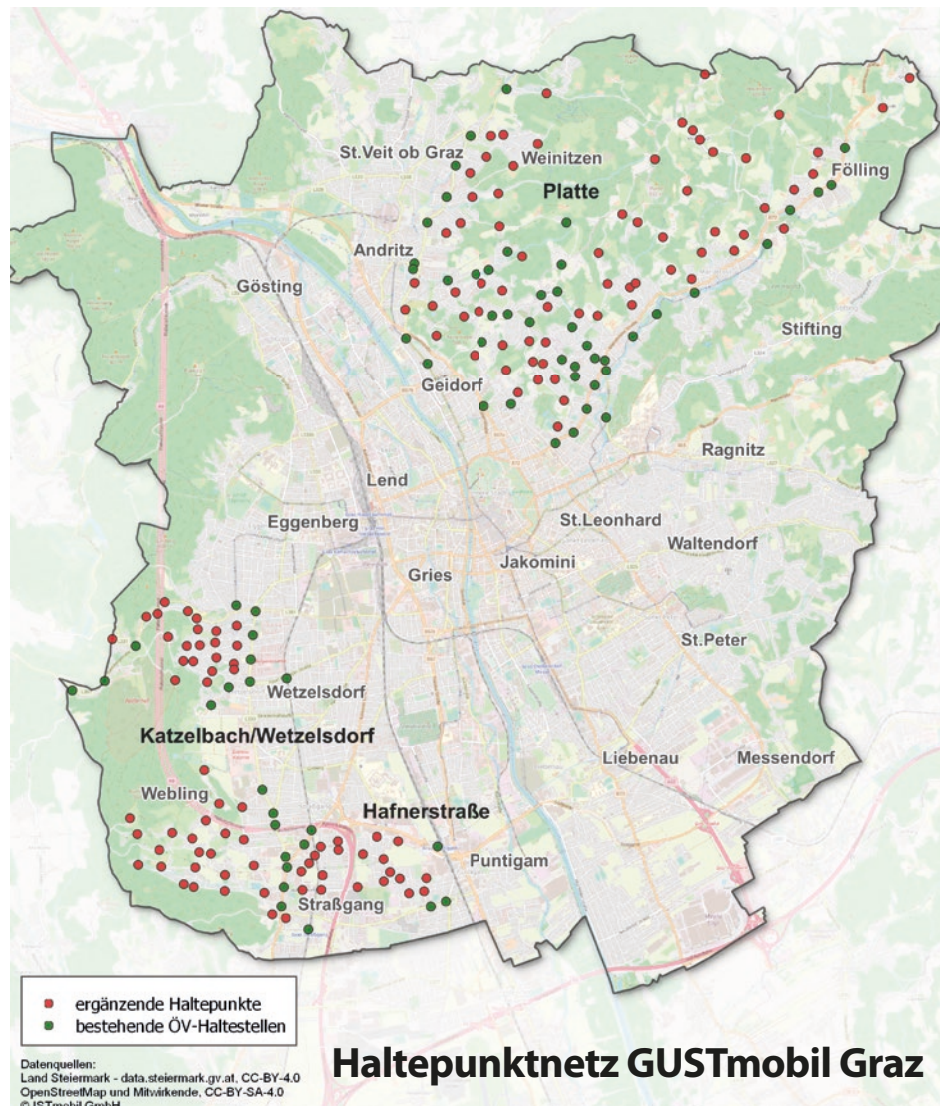 St.Veit ob Graz
Weinitzen
Platte
Fölling
Andritz
Gösting
Stifting
Geidorf
Ragnitz
Lend
Eggenberg
St.Leonhard
Waltendorf
Jakomini
Gries
St.Peter
Wetzelsdorf
Katzelbach/Wetzelsdorf
Liebenau
Messendorf
Webling
Hafnerstraße
Puntigam
Straßgang
ergänzende Haltepunkte
bestehende ÖV-Haltestellen
Haltepunktnetz GUSTmobil Graz
Datenquellen:
Land Steiermark - data.steiermark.gv.at, CC-BY-4.0
OpenStreetMap und Mitwirkende, CC-BY-SA-4.0
© ISTmobil GmbH